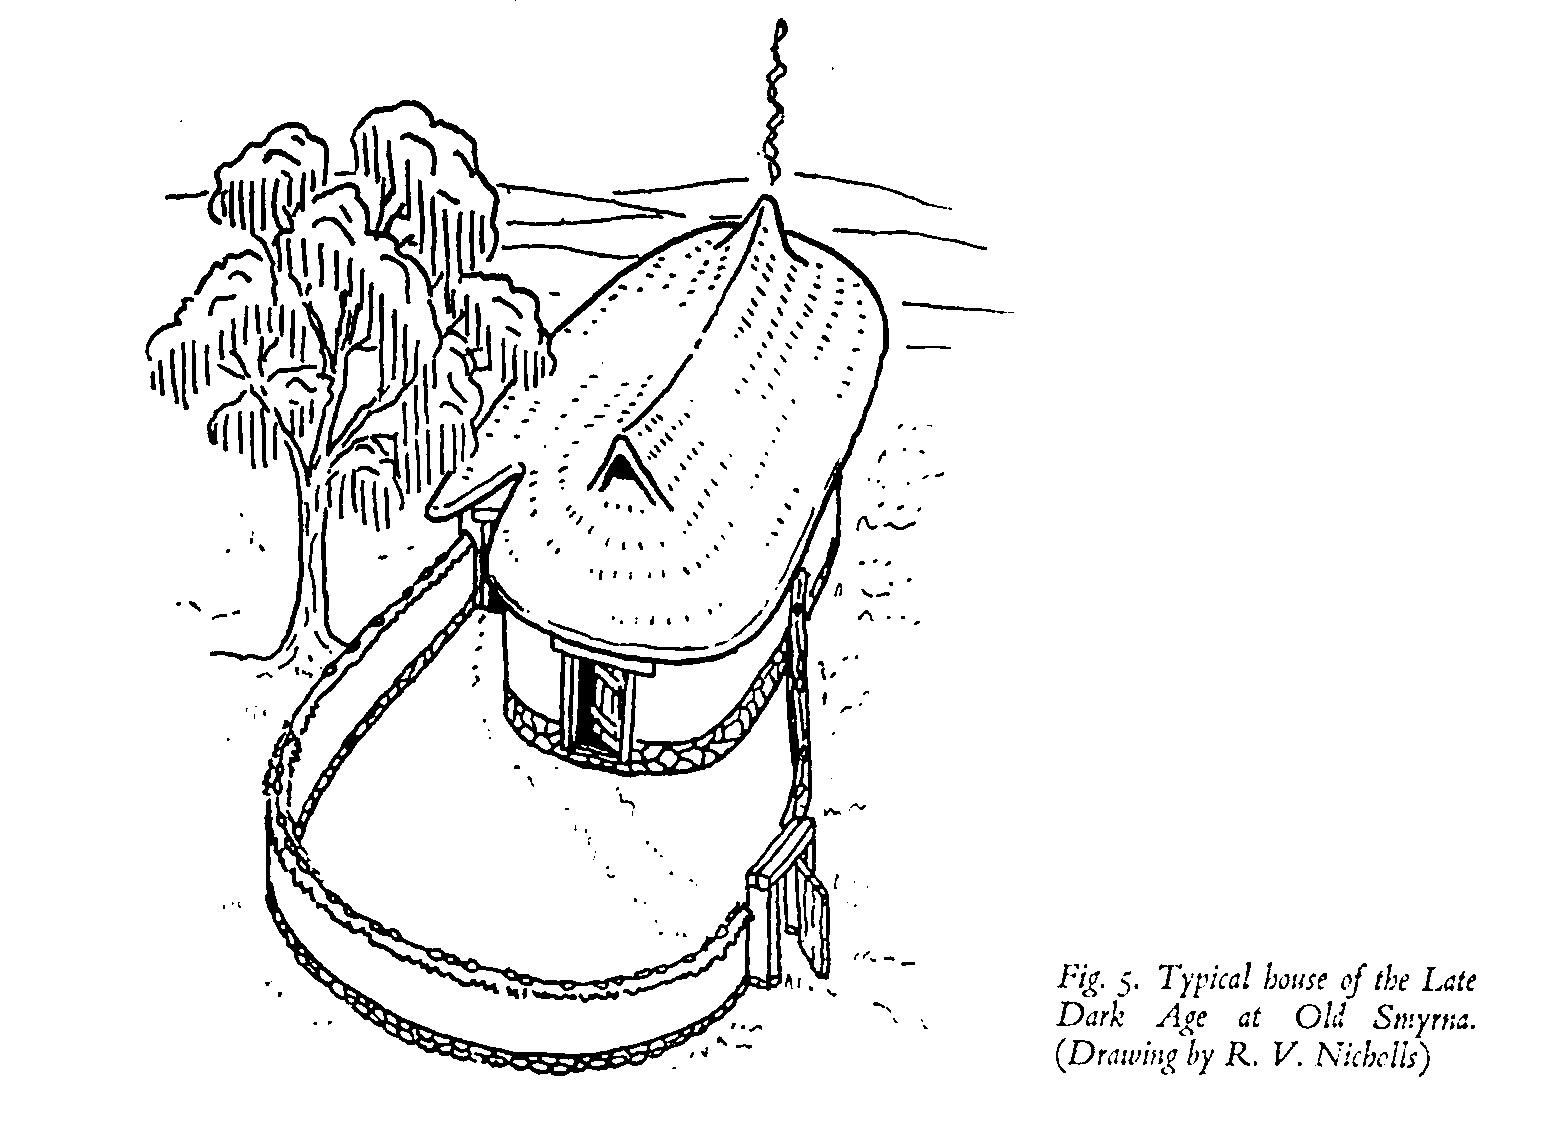 Fig. 5. Typical house of the Late
Dark Age at Old Smyrna.
(Drawing by R. V. Nicholls)